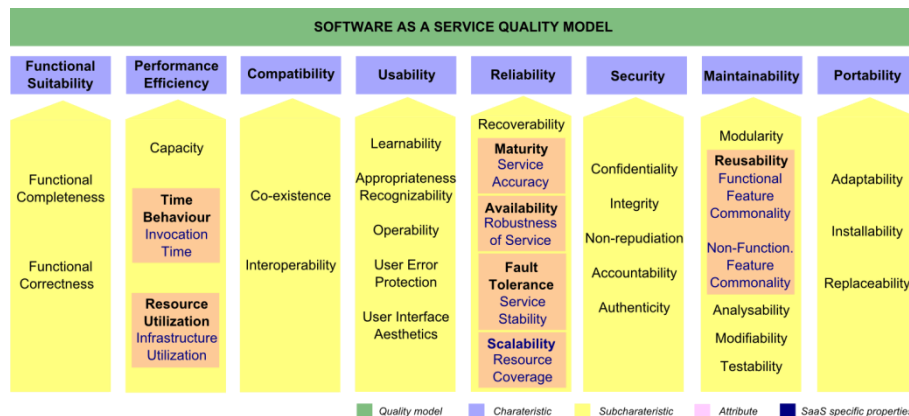 SOFTWARE AS A SERVICE QUALITY MODEL
Functional
Suitability
Performance
Efficiency
Compatibility
Usability
Reliability
Security
Maintainability
Portability
Functional
Completeness
Functional
Correctness
Capacity
Time
Behaviour
Invocation
Time
Resource
Utilization
Infrastructure
Utilization
Co-existence
Interoperability
Learnability
Appropriateness
Recognizability
Operability
User Error
Protection
User Interface
Aesthetics
Recoverability
Maturity
Service
Accuracy
Availability
Robustness
of Service
Fault
Tolerance
Service
Stability
Scalability
Resource
Coverage
Confidentiality
Integrity
Non-repudiation
Accountability
Authenticity
Modularity
Reusability
Functional
Feature
Commonality
Non-Function.
Feature
Commonality
Analysability
Modifiability
Testability
Adaptability
Installability
Replaceability
Quality model
Charateristic
Subcharateristic
Attribute
SaaS specific properties